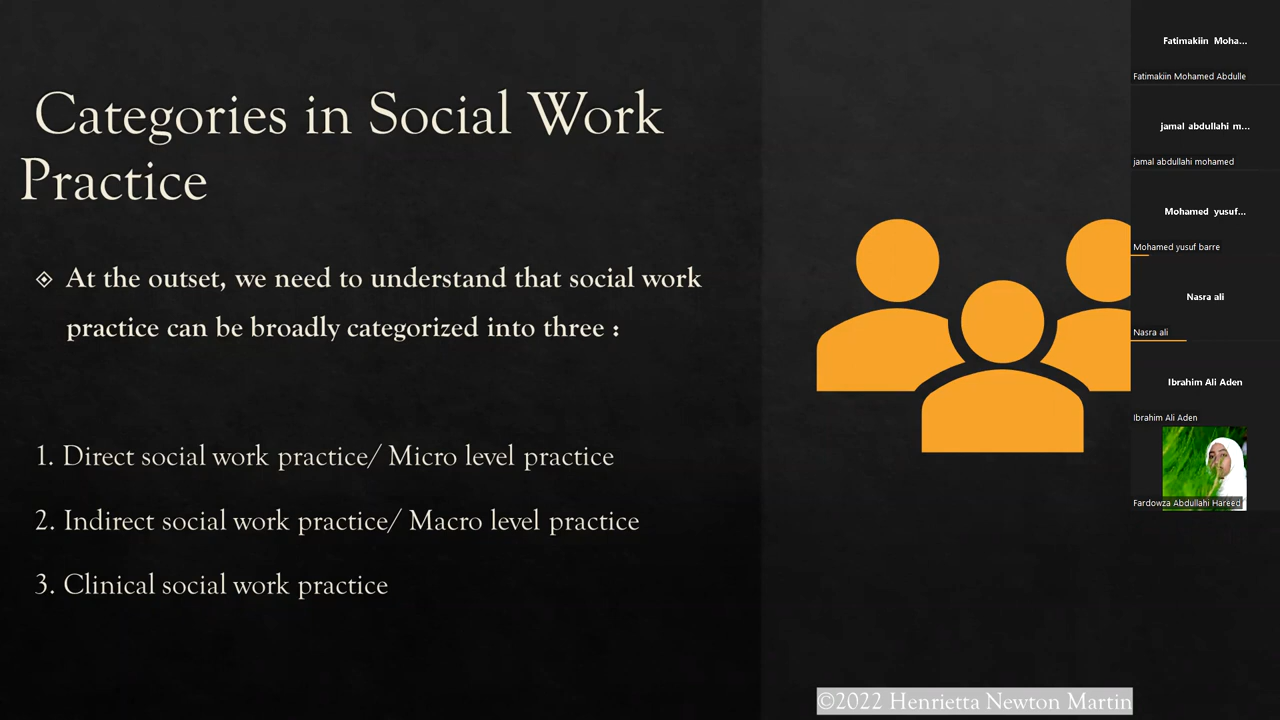 Categories in Social Work
Practice
At the outset, we need to understand that social work
practice can be broadly categorized into three :
1. Direct social work practice/ Micro level practice
2. Indirect social work practice/ Macro level practice
3. Clinical social work practice
©2022 Henrietta Newton Martin
Fatimakiin Moha...
Fatimakiin Mohamed Abdulle
jamal abdullahi m...
jamal abdullahi mohamed
Mohamed yusuf...
Mohamed yusuf barre
Nasra ali
Nasra ali
Ibrahim Ali Aden
Ibrahim Ali Aden
Fardowza Abdullahi Hareed